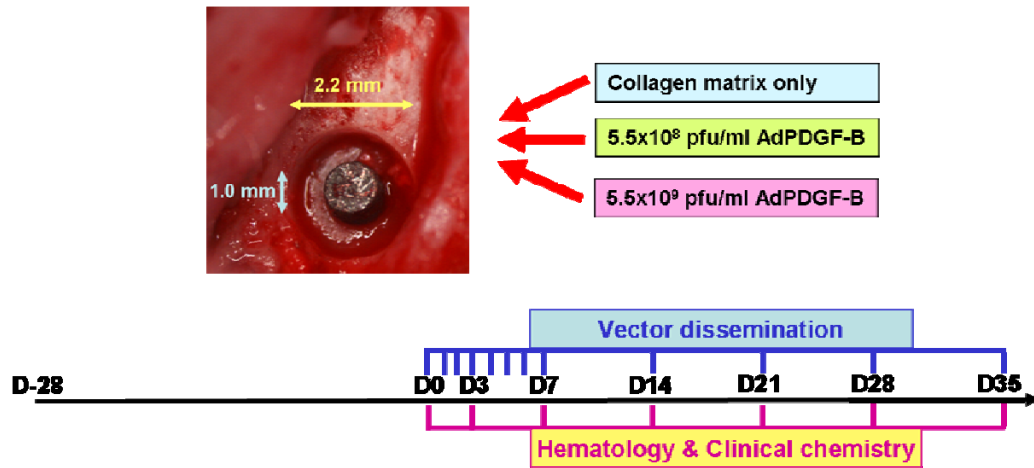 2.2 mm
1.0 mm
Collagen matrix only
5.5x10⁸ pfu/ml AdPDGF-B
5.5x10⁹ pfu/ml AdPDGF-B
Vector dissemination
D-28 D0 D3 D7 D14 D21 D28 D35
Hematology & Clinical chemistry